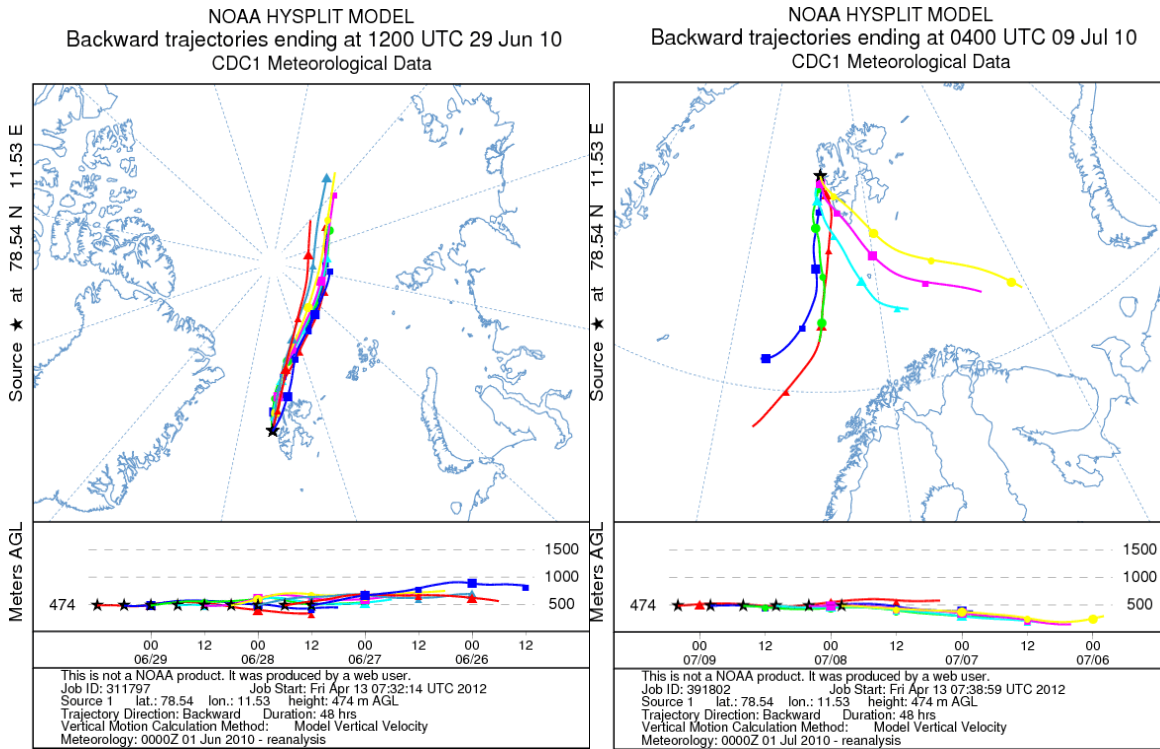 NOAA HYSPLIT MODEL
Backward trajectories ending at 1200 UTC 29 Jun 10
CDC1 Meteorological Data
Source ★ at 78.54 N 11.53 E
Meters AGL
1500
1000
500
474
00 12 00 12 00 12 00 12
06/29 06/28 06/27 06/26
This is not a NOAA product. It was produced by a web user.
Job ID: 311797 Job Start: Fri Apr 13 07:32:14 UTC 2012
Source 1 lat.: 78.54 lon.: 11.53 height: 474 m AGL
Trajectory Direction: Backward Duration: 48 hrs
Vertical Motion Calculation Method: Model Vertical Velocity
Meteorology: 0000Z 01 Jun 2010 - reanalysis
NOAA HYSPLIT MODEL
Backward trajectories ending at 0400 UTC 09 Jul 10
CDC1 Meteorological Data
Source ★ at 78.54 N 11.53 E
Meters AGL
1500
1000
500
474
00 12 00 12 00 12 00
07/09 07/08 07/07 07/06
This is not a NOAA product. It was produced by a web user.
Job ID: 391802 Job Start: Fri Apr 13 07:38:59 UTC 2012
Source 1 lat.: 78.54 lon.: 11.53 height: 474 m AGL
Trajectory Direction: Backward Duration: 48 hrs
Vertical Motion Calculation Method: Model Vertical Velocity
Meteorology: 0000Z 01 Jul 2010 - reanalysis